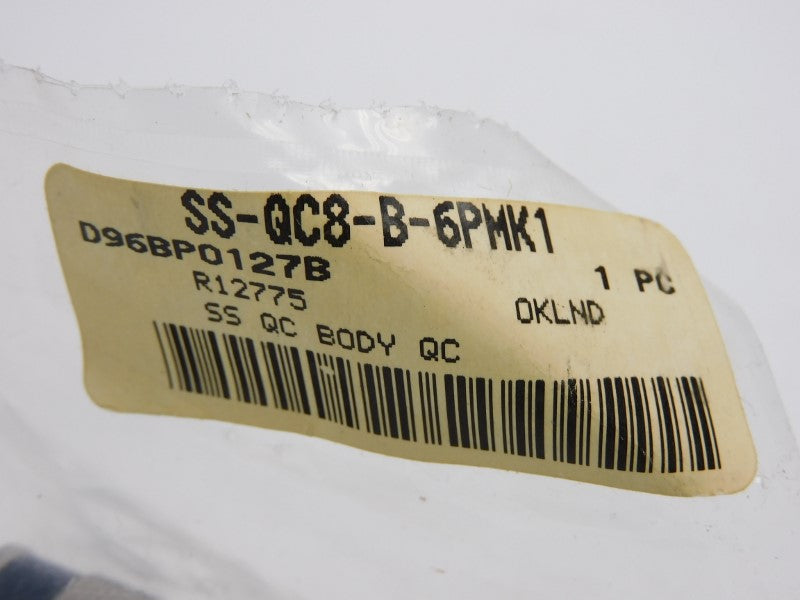 SS-QC8-B-6PMK1
D96BP0127B
1 PC
R12775
OKLND
SS QC BODY QC